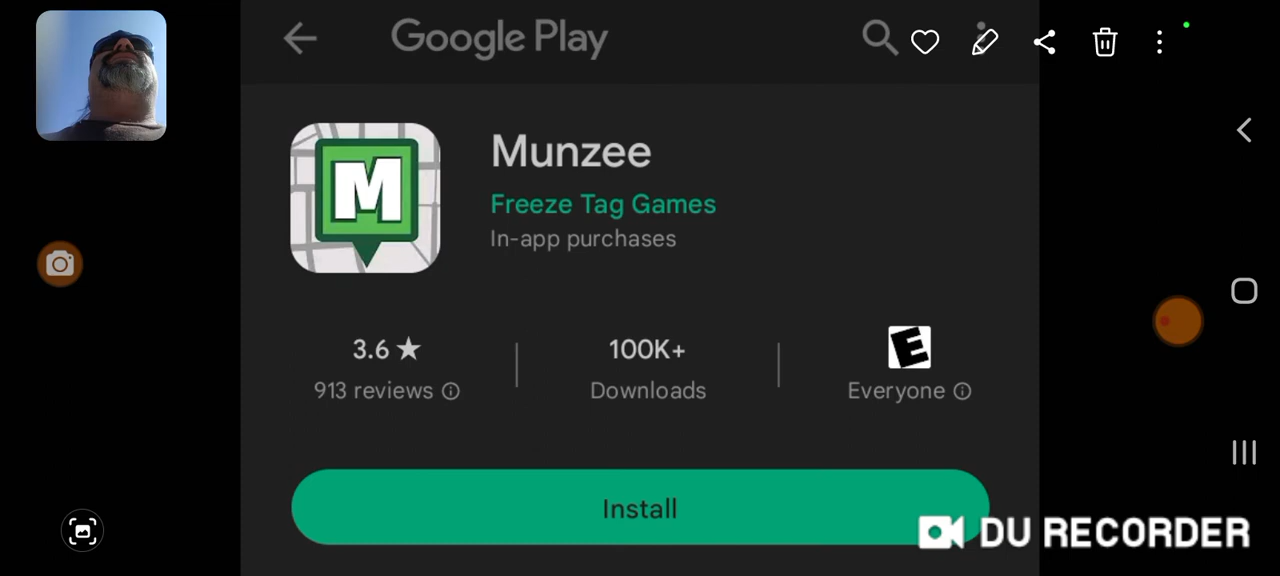 Google Play
M
Munzee
Freeze Tag Games
In-app purchases
3.6 ★
913 reviews
100K+
Downloads
E
Everyone
Install
DU RECORDER